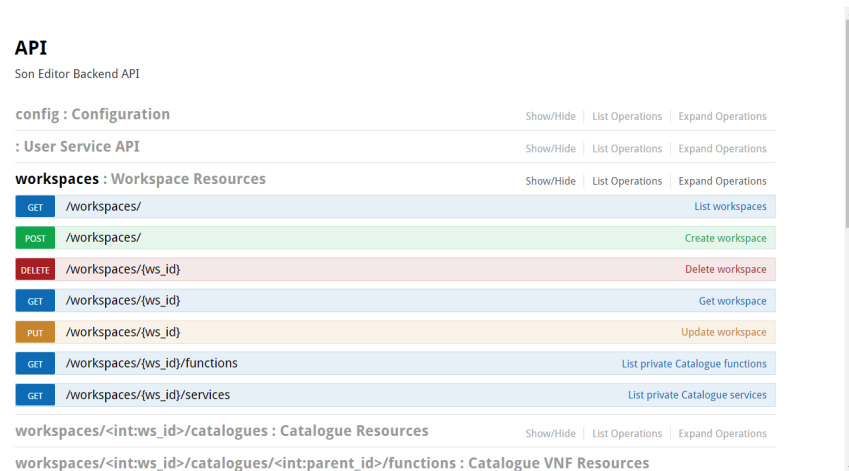 API
Son Editor Backend API
config : Configuration Show/Hide List Operations Expand Operations
: User Service API Show/Hide List Operations Expand Operations
workspaces : Workspace Resources Show/Hide List Operations Expand Operations
GET /workspaces/ List workspaces
POST /workspaces/ Create workspace
DELETE /workspaces/{ws_id} Delete workspace
GET /workspaces/{ws_id} Get workspace
PUT /workspaces/{ws_id} Update workspace
GET /workspaces/{ws_id}/functions List private Catalogue functions
GET /workspaces/{ws_id}/services List private Catalogue services
workspaces/<int:ws_id>/catalogues : Catalogue Resources Show/Hide List Operations Expand Operations
workspaces/<int:ws_id>/catalogues/<int:parent_id>/functions : Catalogue VNF Resources